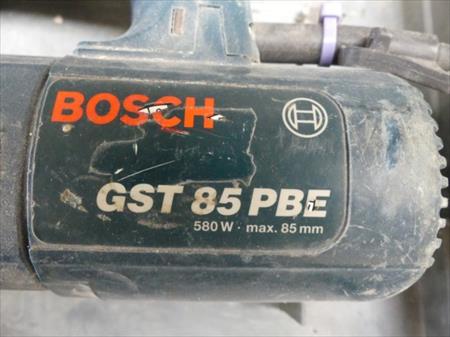 BOSCH
GST 85 PBE
580 W · max. 85 mm